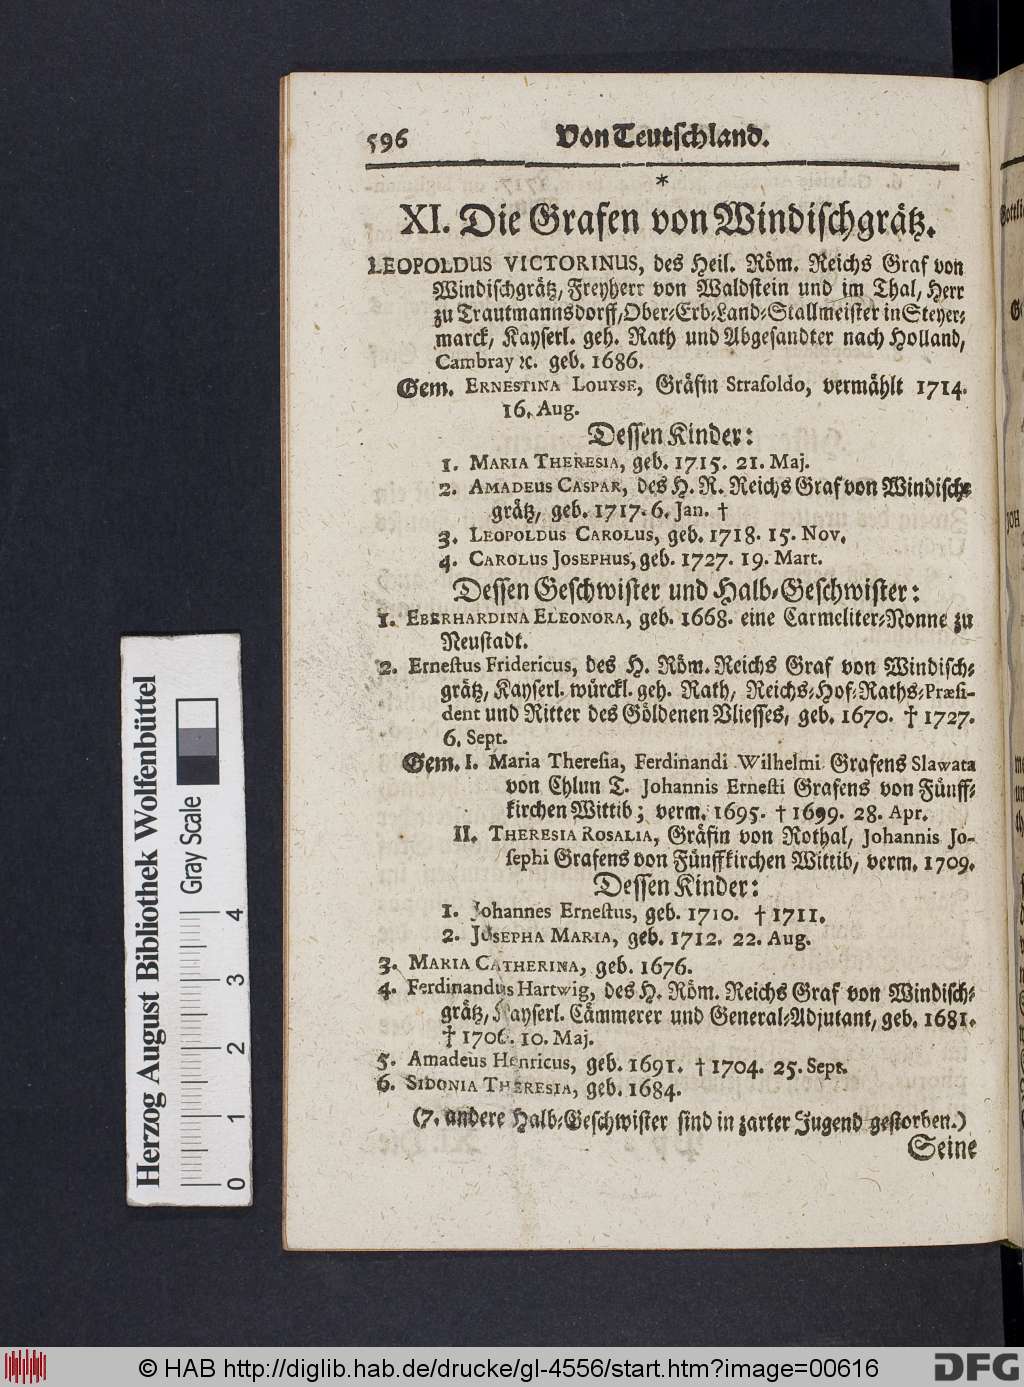 596 Von Teutschland.
*
XI. Die Grafen von Windischgrätz.
LEOPOLDUS VICTORINUS, des Heil. Röm. Reichs Graf von
Windischgrätz, Freyherr von Waldstein und im Thal, Herr
zu Trautmannsdorff, Ober-Erb-Land-Stallmeister in Steyer-
marck, Kayserl. geh. Rath und Abgesandter nach Holland,
Cambray ꝛc. geb. 1686.
Gem. ERNESTINA LOUYSE, Gräfin Straſoldo, vermählt 1714.
16. Aug.
Dessen Kinder:
1. MARIA THERESIA, geb. 1715. 21. Maj.
2. AMADEUS CASPAR, des H. R. Reichs Graf von Windisch-
grätz, geb. 1717. 6. Jan. †
3. LEOPOLDUS CAROLUS, geb. 1718. 15. Nov.
4. CAROLUS JOSEPHUS, geb. 1727. 19. Mart.
Dessen Geschwister und Halb-Geschwister:
1. EBERHARDINA ELEONORA, geb. 1668. eine Carmeliter-Nonne zu
Neustadt.
2. Ernestus Fridericus, des H. Röm. Reichs Graf von Windisch-
grätz, Kayserl. würckl. geh. Rath, Reichs-Hof-Raths-Præſi-
dent und Ritter des Göldenen Vliesses, geb. 1670. † 1727.
6. Sept.
Gem. I. Maria Thereſia, Ferdinandi Wilhelmi Grafens Slawata
von Chlun T. Johannis Ernesti Grafens von Fünff-
kirchen Wittib; verm. 1695. † 1699. 28. Apr.
II. THERESIA ROSALIA, Gräfin von Rothal, Johannis Jo-
ſephi Grafens von Fünffkirchen Wittib, verm. 1709.
Dessen Kinder:
1. Johannes Ernestus, geb. 1710. † 1711.
2. JOSEPHA MARIA, geb. 1712. 22. Aug.
3. MARIA CATHERINA, geb. 1676.
4. Ferdinandus Hartwig, des H. Röm. Reichs Graf von Windisch-
grätz, Kayserl. Cämmerer und General-Adjutant, geb. 1681.
† 1706. 10. Maj.
5. Amadeus Henricus, geb. 1691. † 1704. 25. Sept.
6. SIDONIA THERESIA, geb. 1684.
(7. andere Halb-Geschwister sind in zarter Jugend gestorben.)
Seine
Herzog August Bibliothek Wolfenbüttel
Gray Scale
0 1 2 3 4
© HAB http://diglib.hab.de/drucke/gl-4556/start.htm?image=00616
DFG